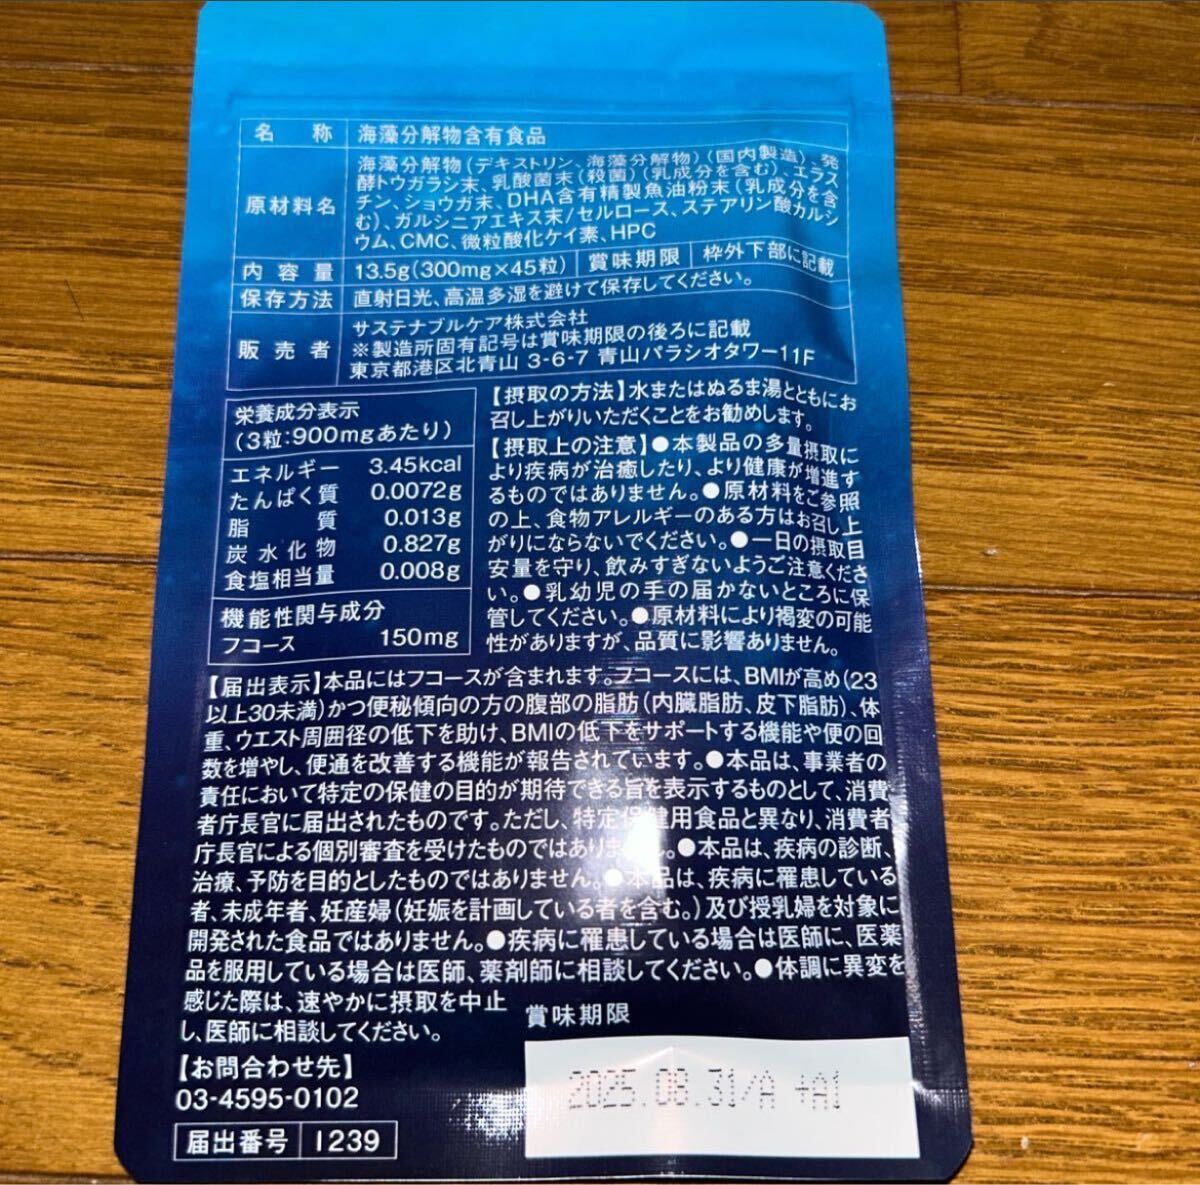 名称 海藻分解物含有食品
原材料名 海藻分解物(デキストリン、海藻分解物)(国内製造)、発
酵トウガラシ末、乳酸菌末(殺菌)(乳成分を含む)、エラス
チン、ショウガ末、DHA含有精製魚油粉末(乳成分を含
む)、ガルシニアエキス末/セルロース、ステアリン酸カルシ
ウム、CMC、微粒酸化ケイ素、HPC
内容量 13.5g(300mg×45粒) 賞味期限 枠外下部に記載
保存方法 直射日光、高温多湿を避けて保存してください。
販売者 サステナブルケア株式会社
※製造所固有記号は賞味期限の後ろに記載
東京都港区北青山 3-6-7 青山パラシオタワー11F
栄養成分表示
(3粒:900mgあたり)
エネルギー 3.45kcal
たんぱく質 0.0072g
脂質 0.013g
炭水化物 0.827g
食塩相当量 0.008g
機能性関与成分
フコース 150mg
【摂取の方法】水またはぬるま湯とともにお
召し上がりいただくことをお勧めします。
【摂取上の注意】●本製品の多量摂取に
より疾病が治癒したり、より健康が増進す
るものではありません。●原材料をご参照
の上、食物アレルギーのある方はお召し上
がりにならないでください。●一日の摂取目
安量を守り、飲みすぎないようご注意くださ
い。●乳幼児の手の届かないところに保
管してください。●原材料により褐変の可能
性がありますが、品質に影響ありません。
【届出表示】本品にはフコースが含まれます。フコースには、BMIが高め(23
以上30未満)かつ便秘傾向の方の腹部の脂肪(内臓脂肪、皮下脂肪)、体
重、ウエスト周囲径の低下を助け、BMIの低下をサポートする機能や便の回
数を増やし、便通を改善する機能が報告されています。●本品は、事業者の
責任において特定の保健の目的が期待できる旨を表示するものとして、消費
者庁長官に届出されたものです。ただし、特定保健用食品と異なり、消費者
庁長官による個別審査を受けたものではありません。●本品は、疾病の診断、
治療、予防を目的としたものではありません。●本品は、疾病に罹患している
者、未成年者、妊産婦(妊娠を計画している者を含む。)及び授乳婦を対象に
開発された食品ではありません。●疾病に罹患している場合は医師に、医薬
品を服用している場合は医師、薬剤師に相談してください。●体調に異変を
感じた際は、速やかに摂取を中止
し、医師に相談してください。
賞味期限
2025.08.31/A +A1
【お問合わせ先】
03-4595-0102
届出番号 I239